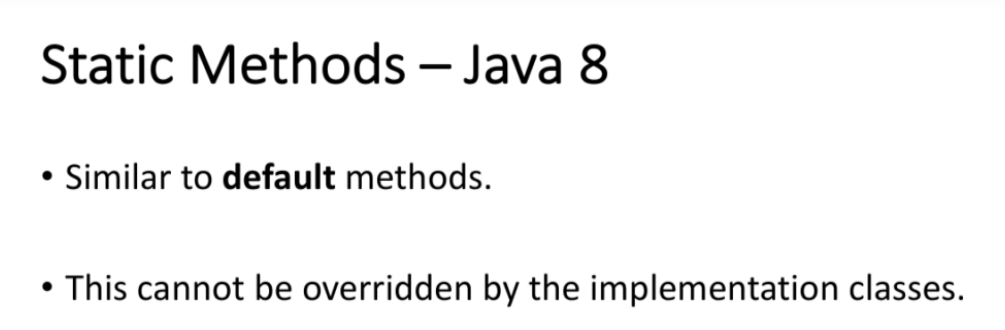 Static Methods – Java 8
• Similar to default methods.
• This cannot be overridden by the implementation classes.